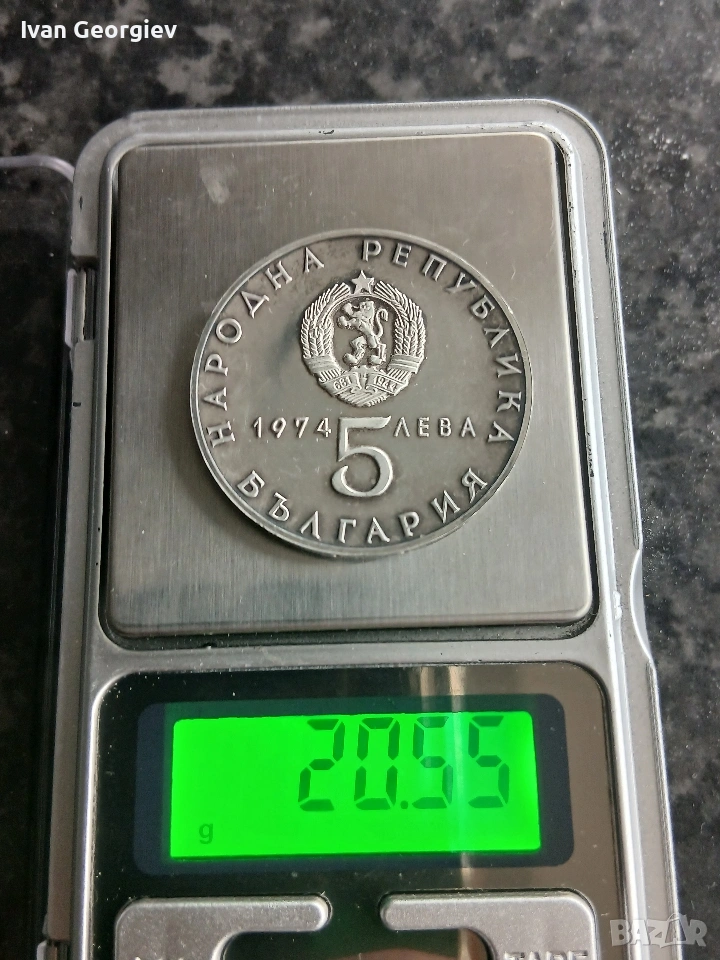 Ivan Georgiev
НАРОДНА РЕПУБЛИКА
681 1944
1974 5 ЛЕВА
БЪЛГАРИЯ
20.55
g
BAZAR